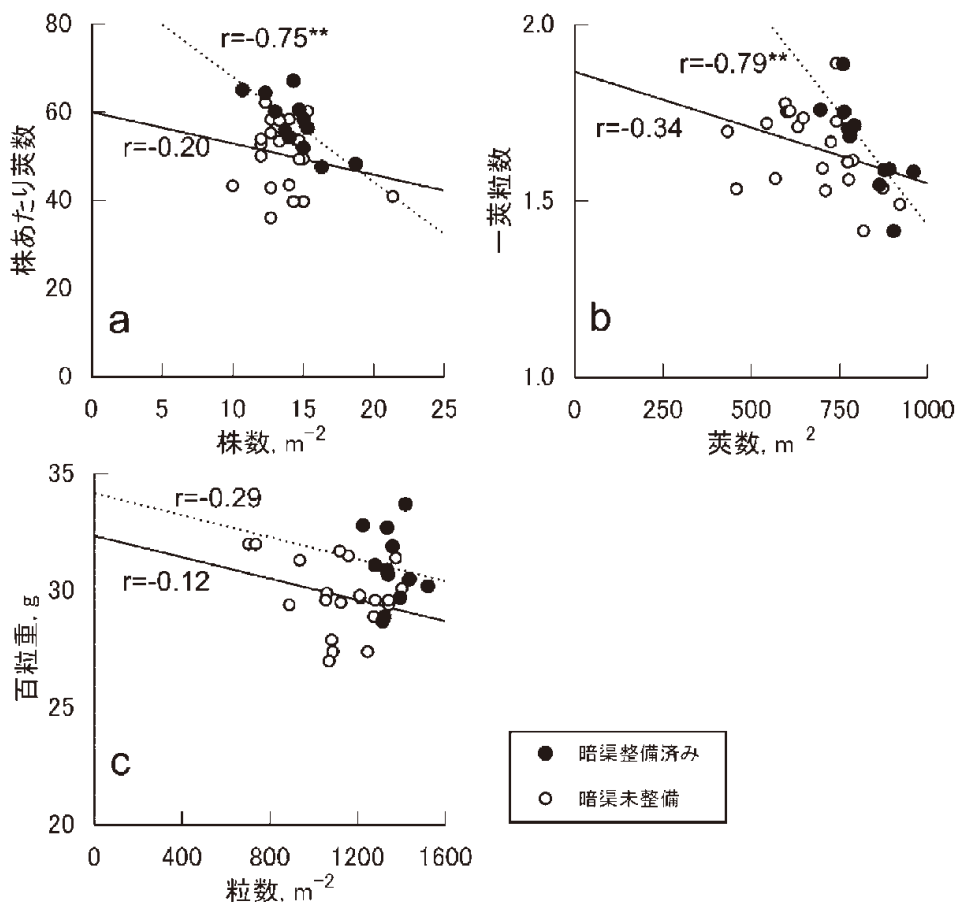 80
r=-0.75**
60
r=-0.20
40
20
a
0
0 5 10 15 20 25
株数, m⁻²
株あたり莢数
2.0
r=-0.79**
r=-0.34
1.5
b
1.0
0 250 500 750 1000
莢数, m²
一莢粒数
35
r=-0.29
r=-0.12
30
25
c
20
0 400 800 1200 1600
粒数, m⁻²
百粒重, g
暗渠整備済み
暗渠未整備